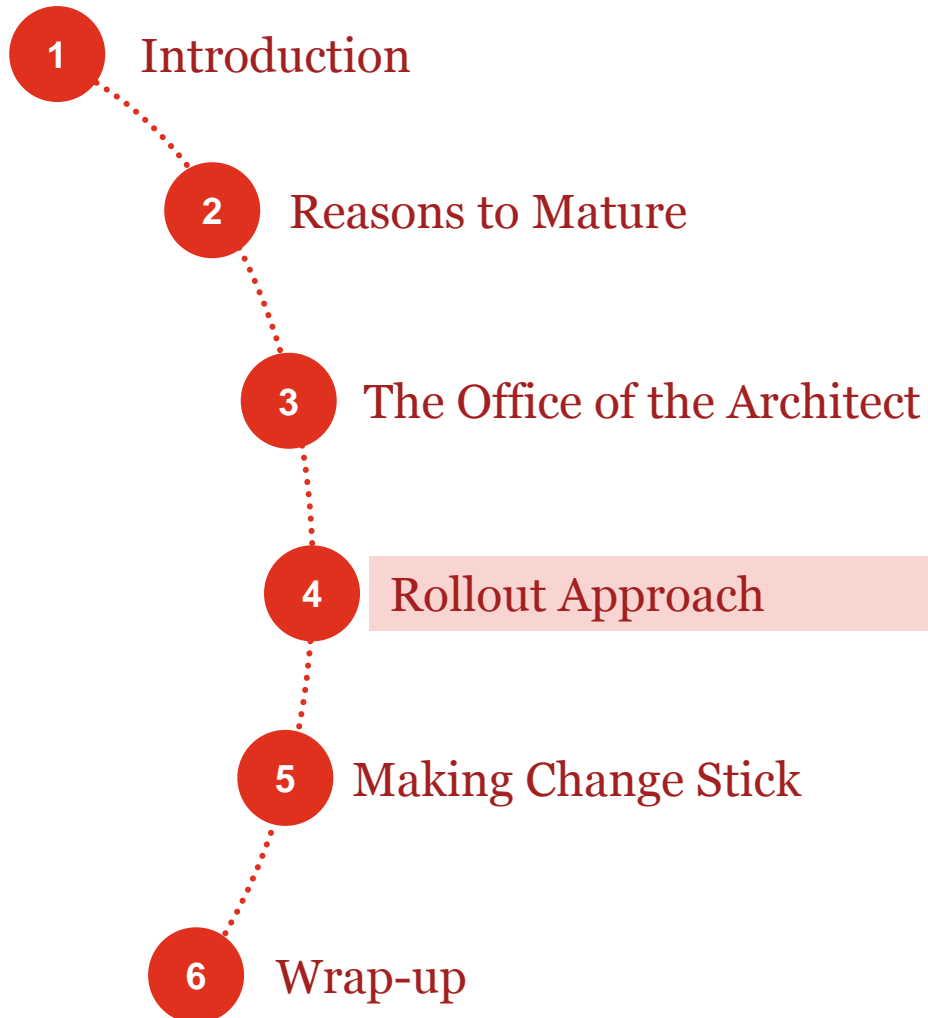 1 Introduction
2 Reasons to Mature
3 The Office of the Architect
4 Rollout Approach
5 Making Change Stick
6 Wrap-up